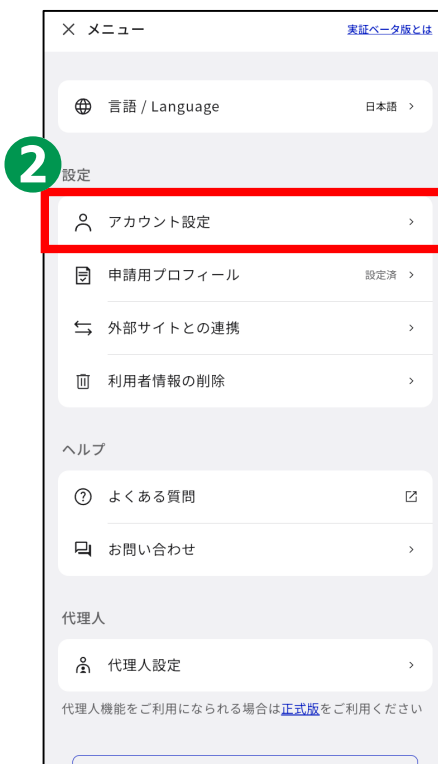 × メニュー 実証ベータ版とは
言語 / Language 日本語 >
2
設定
アカウント設定 >
申請用プロフィール 設定済 >
外部サイトとの連携 >
利用者情報の削除 >
ヘルプ
よくある質問
お問い合わせ >
代理人
代理人設定 >
代理人機能をご利用になられる場合は正式版をご利用ください